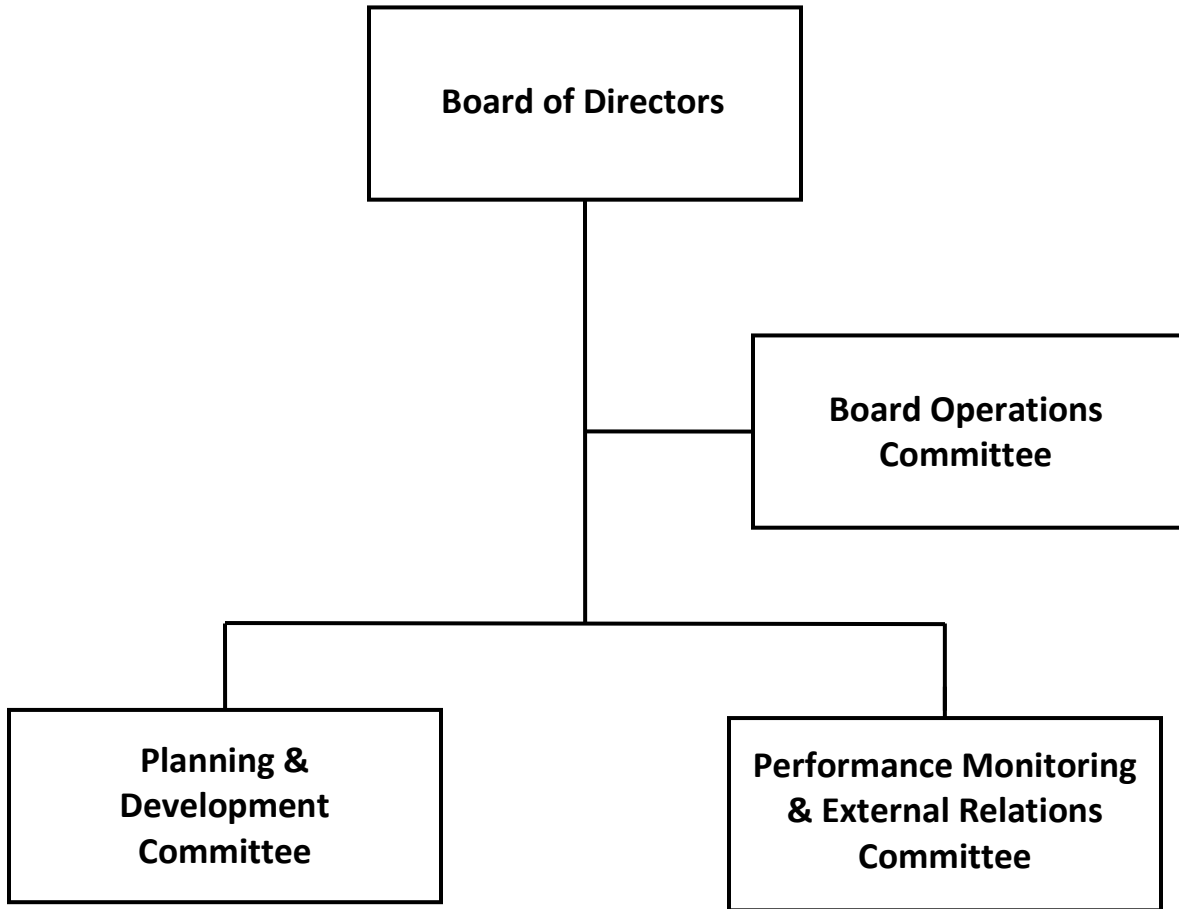 Board of Directors
Board Operations
Committee
Planning &
Development
Committee
Performance Monitoring
& External Relations
Committee